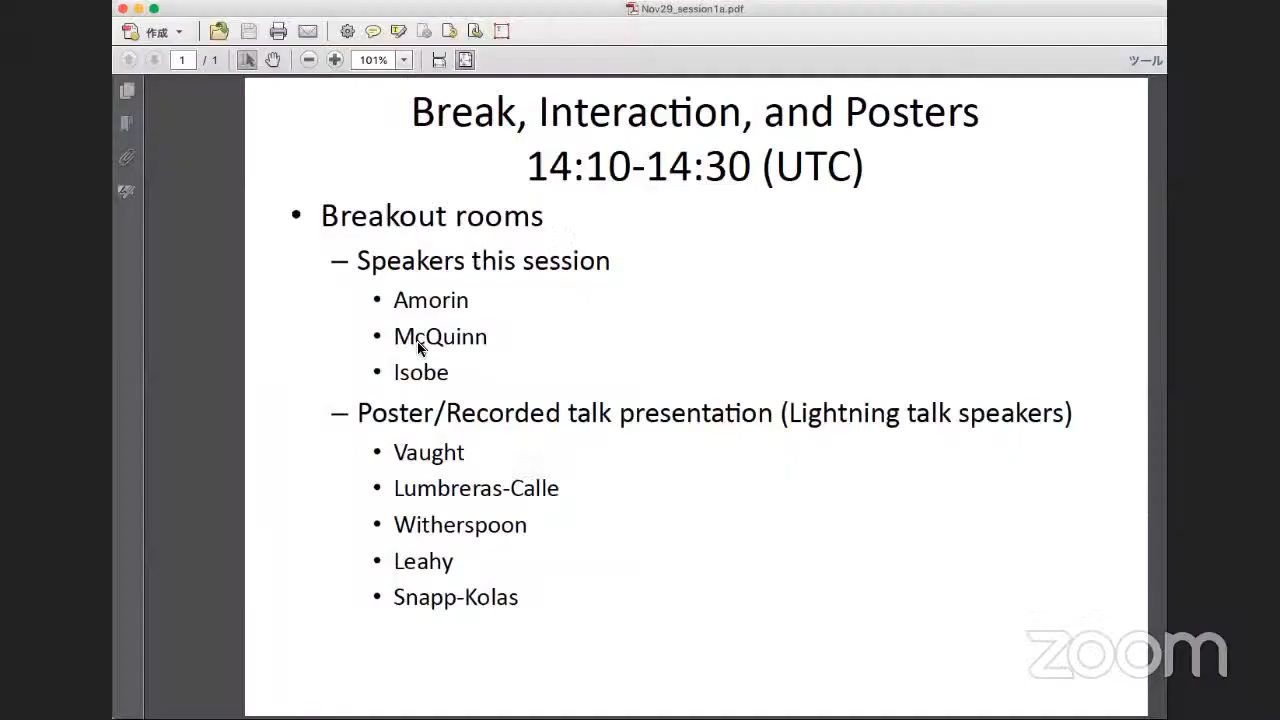 Nov29_session1a.pdf
作成
1 / 1
101%
ツール
Break, Interaction, and Posters
14:10-14:30 (UTC)
• Breakout rooms
– Speakers this session
• Amorin
• McQuinn
• Isobe
– Poster/Recorded talk presentation (Lightning talk speakers)
• Vaught
• Lumbreras-Calle
• Witherspoon
• Leahy
• Snapp-Kolas
zoom